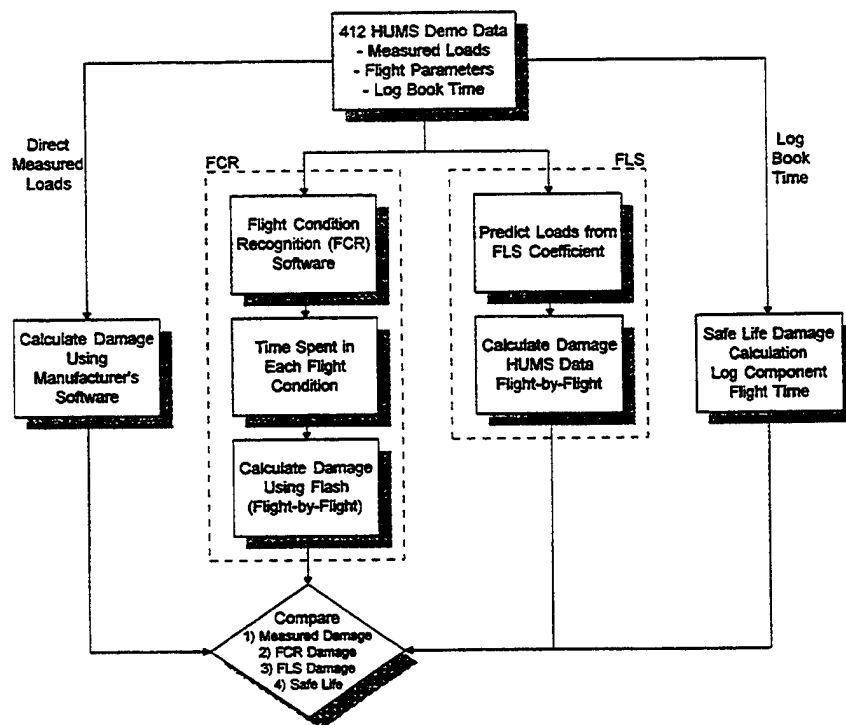 412 HUMS Demo Data
- Measured Loads
- Flight Parameters
- Log Book Time
Direct
Measured
Loads
FCR
FLS
Log
Book
Time
Flight Condition
Recognition (FCR)
Software
Predict Loads from
FLS Coefficient
Calculate Damage
Using
Manufacturer's
Software
Time Spent in
Each Flight
Condition
Calculate Damage
HUMS Data
Flight-by-Flight
Safe Life Damage
Calculation
Log Component
Flight Time
Calculate Damage
Using Flash
(Flight-by-Flight)
Compare
1) Measured Damage
2) FCR Damage
3) FLS Damage
4) Safe Life